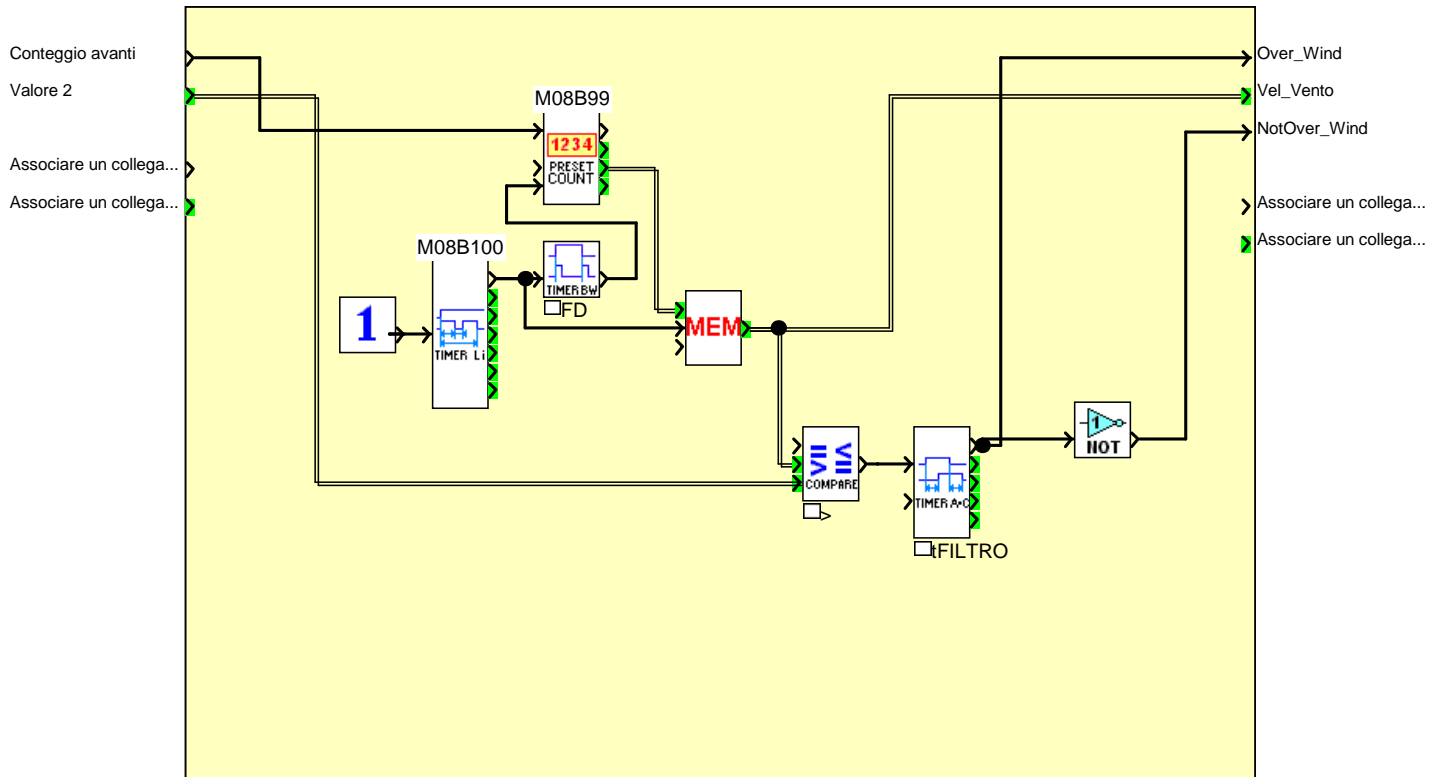 Conteggio avanti
Valore 2
Associare un collega...
Associare un collega...
M08B99
1234
PRESET
COUNT
M08B100
TIMER Li
1
TIMER BW
FD
MEM
COMPARE
>
TIMER A•C
tFILTRO
1
NOT
Over_Wind
Vel_Vento
NotOver_Wind
Associare un collega...
Associare un collega...